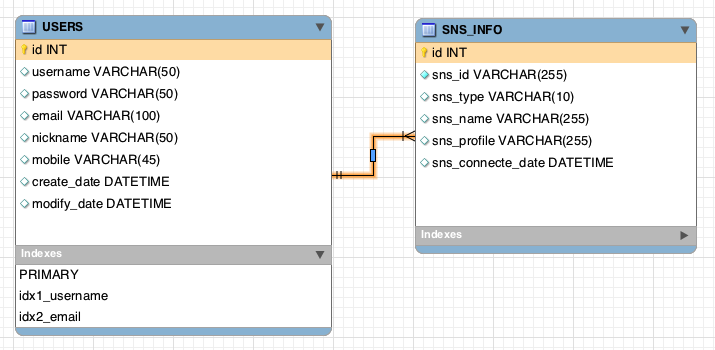 USERS
id INT
username VARCHAR(50)
password VARCHAR(50)
email VARCHAR(100)
nickname VARCHAR(50)
mobile VARCHAR(45)
create_date DATETIME
modify_date DATETIME
Indexes
PRIMARY
idx1_username
idx2_email
SNS_INFO
id INT
sns_id VARCHAR(255)
sns_type VARCHAR(10)
sns_name VARCHAR(255)
sns_profile VARCHAR(255)
sns_connecte_date DATETIME
Indexes